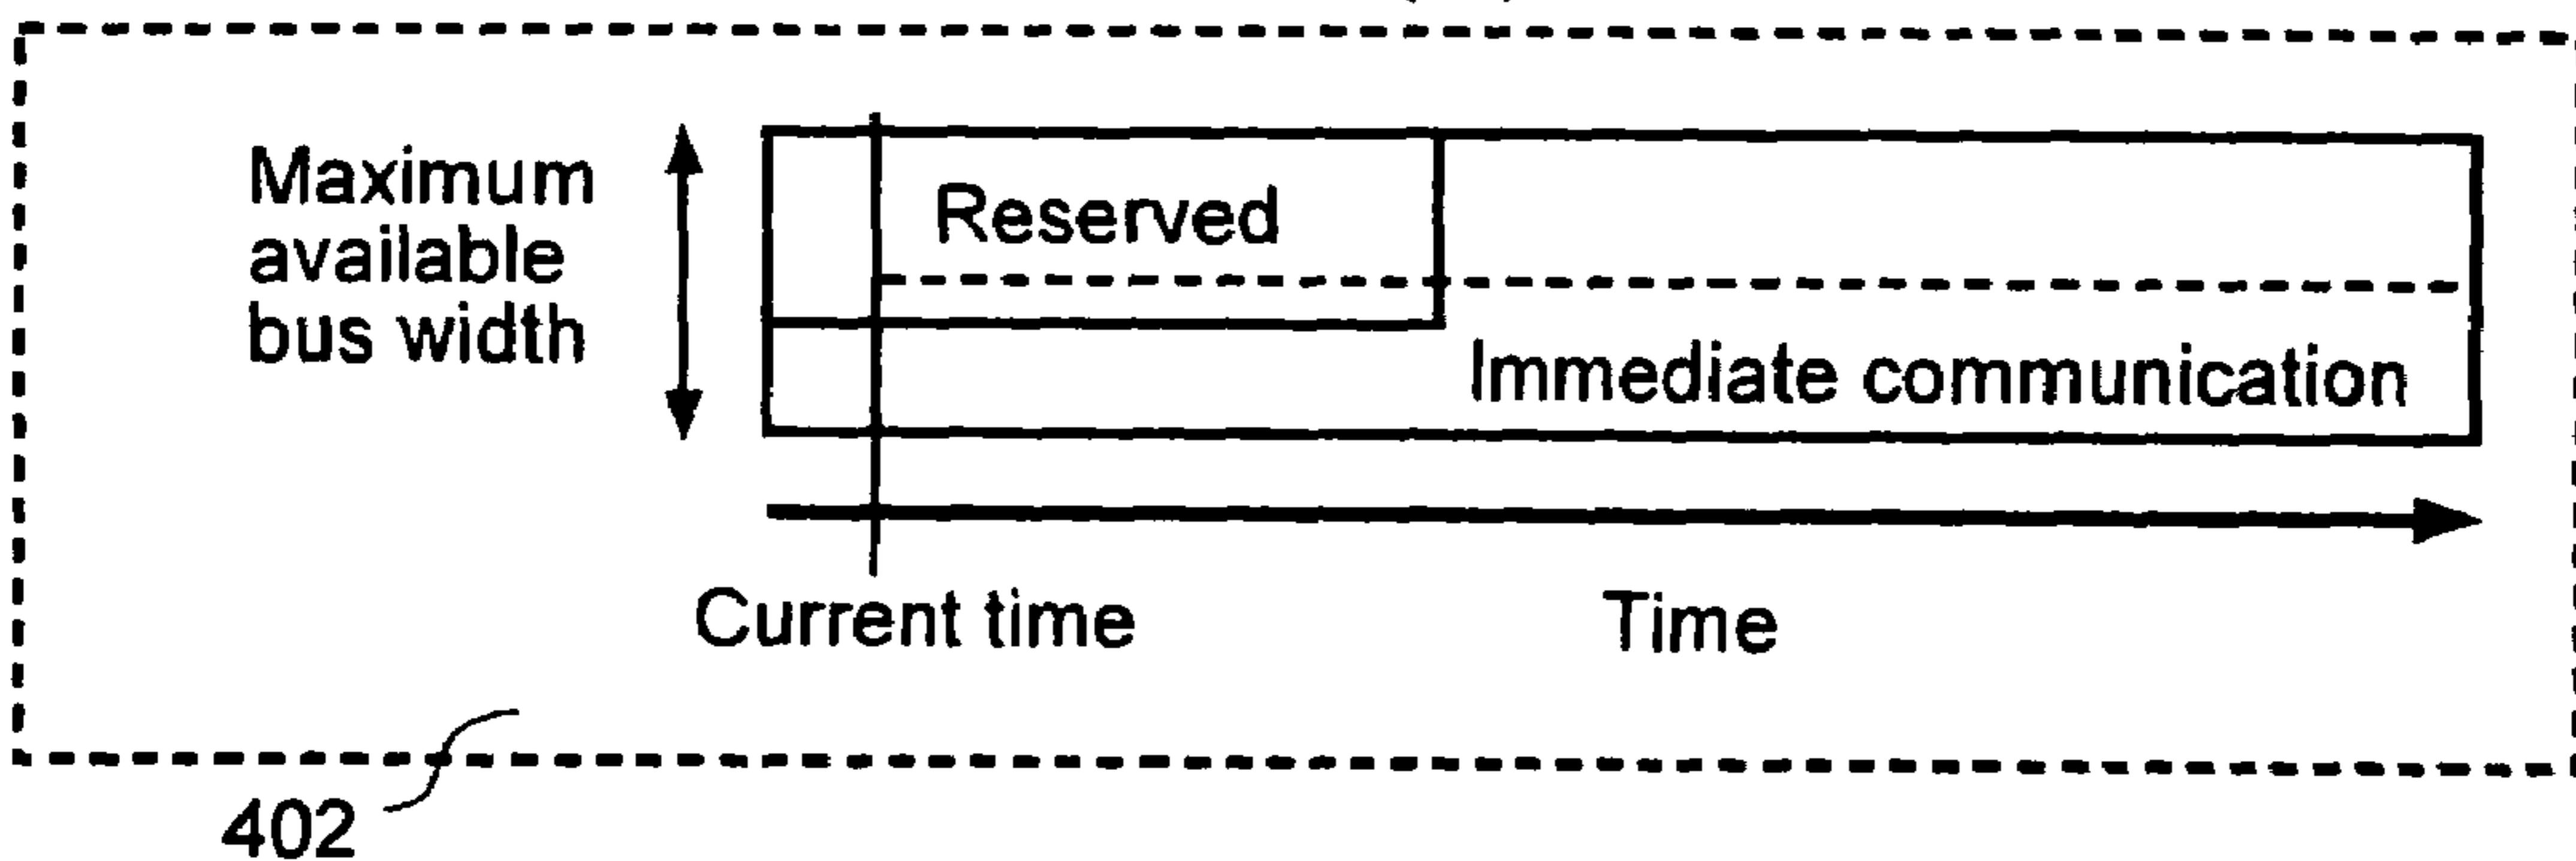 Maximum
available
bus width
Reserved
Immediate communication
Current time
Time
402